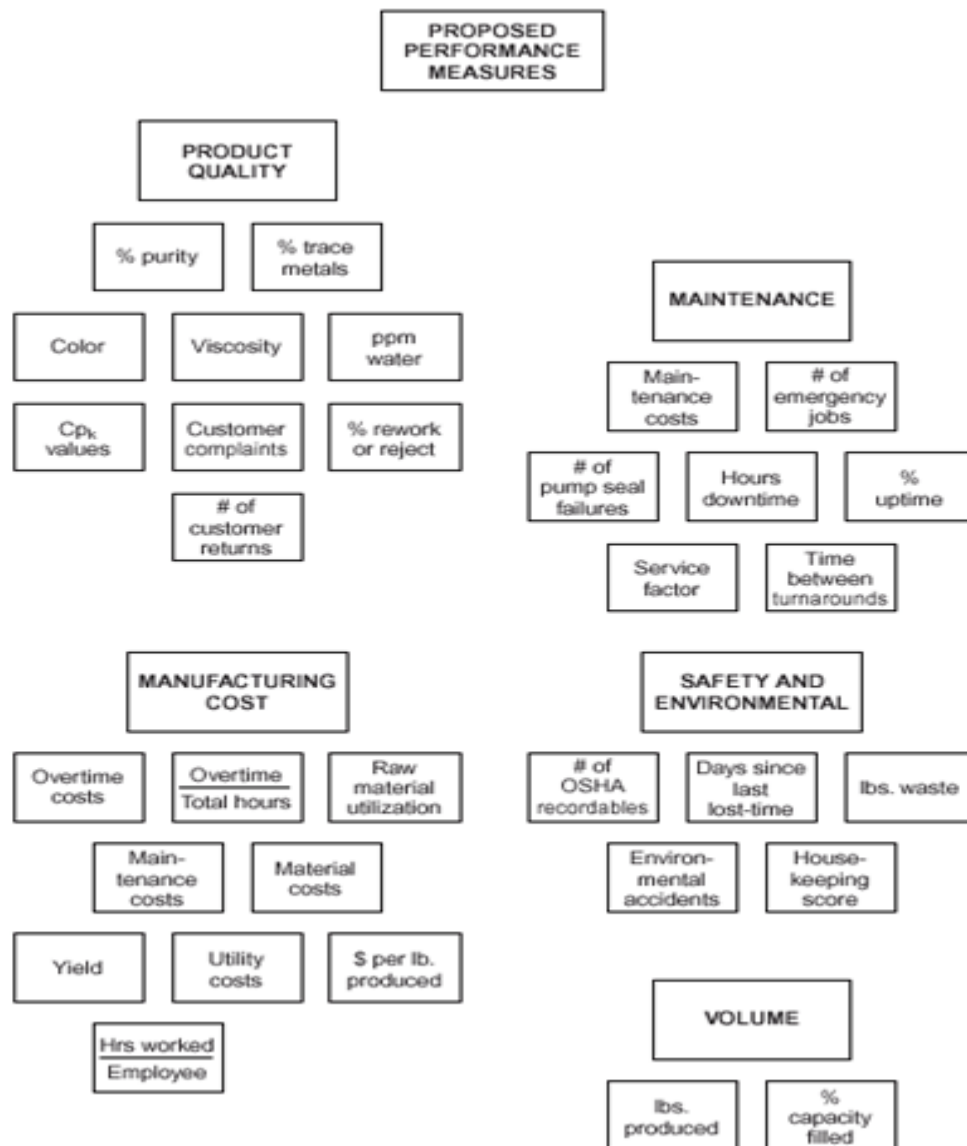 PROPOSED
PERFORMANCE
MEASURES
PRODUCT
QUALITY
% purity
% trace
metals
Color
Viscosity
ppm
water
Cpk
values
Customer
complaints
% rework
or reject
# of
customer
returns
MAINTENANCE
Main-
tenance
costs
# of
emergency
jobs
# of
pump seal
failures
Hours
downtime
%
uptime
Service
factor
Time
between
turnarounds
MANUFACTURING
COST
Overtime
costs
Overtime
Total hours
Raw
material
utilization
Main-
tenance
costs
Material
costs
Yield
Utility
costs
$ per lb.
produced
Hrs worked
Employee
SAFETY AND
ENVIRONMENTAL
# of
OSHA
recordables
Days since
last
lost-time
lbs. waste
Environ-
mental
accidents
House-
keeping
score
VOLUME
lbs.
produced
%
capacity
filled